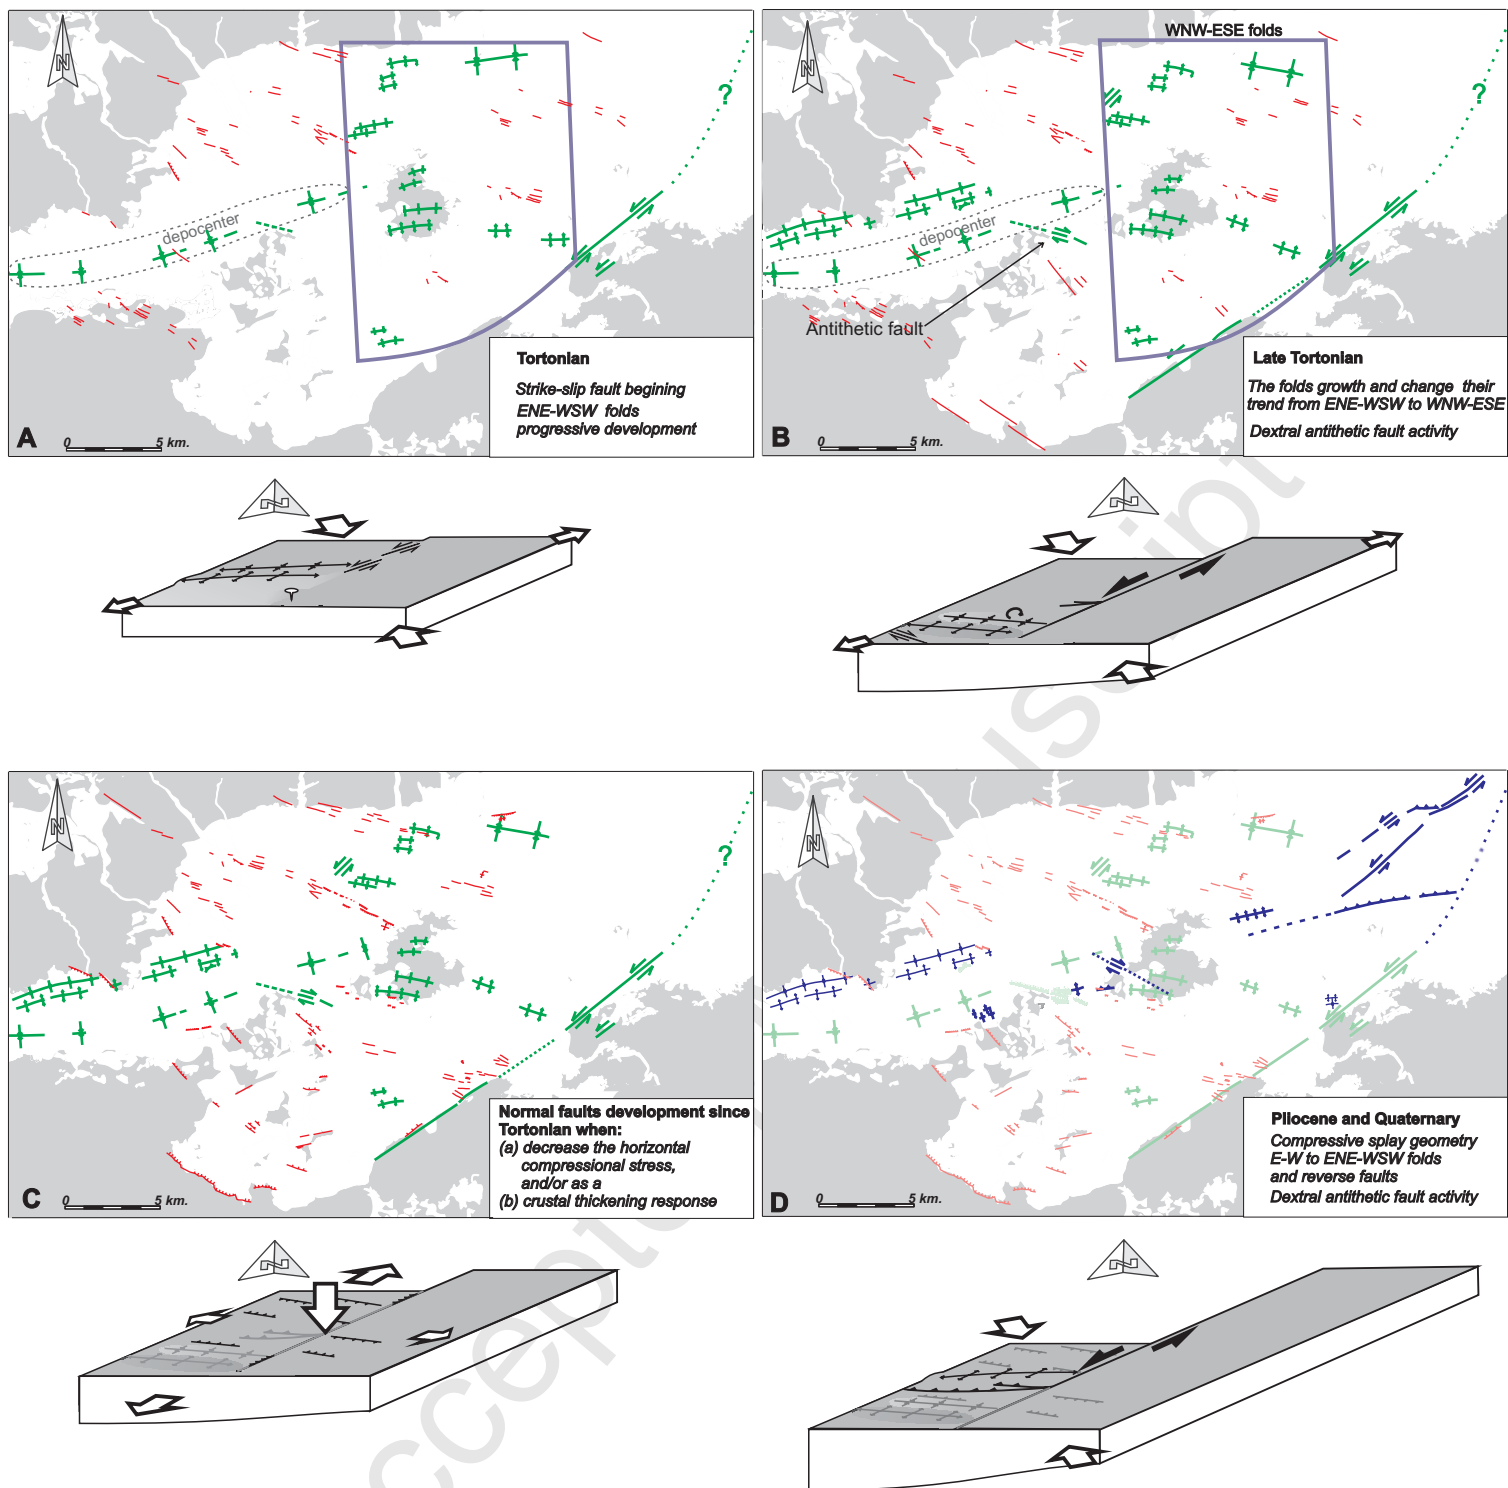 N
?
depocenter
Tortonian
Strike-slip fault begining
ENE-WSW folds
progressive development
A
0 5 km.
WNW-ESE folds
N
?
depocenter
Antithetic fault
Late Tortonian
The folds growth and change their
trend from ENE-WSW to WNW-ESE
Dextral antithetic fault activity
B
0 5 km.
N
N
N
?
Normal faults development since
Tortonian when:
(a) decrease the horizontal
compressional stress,
and/or as a
(b) crustal thickening response
C
0 5 km.
N
Pliocene and Quaternary
Compressive splay geometry
E-W to ENE-WSW folds
and reverse faults
Dextral antithetic fault activity
D
0 5 km.
N
N
ccepte
uscript